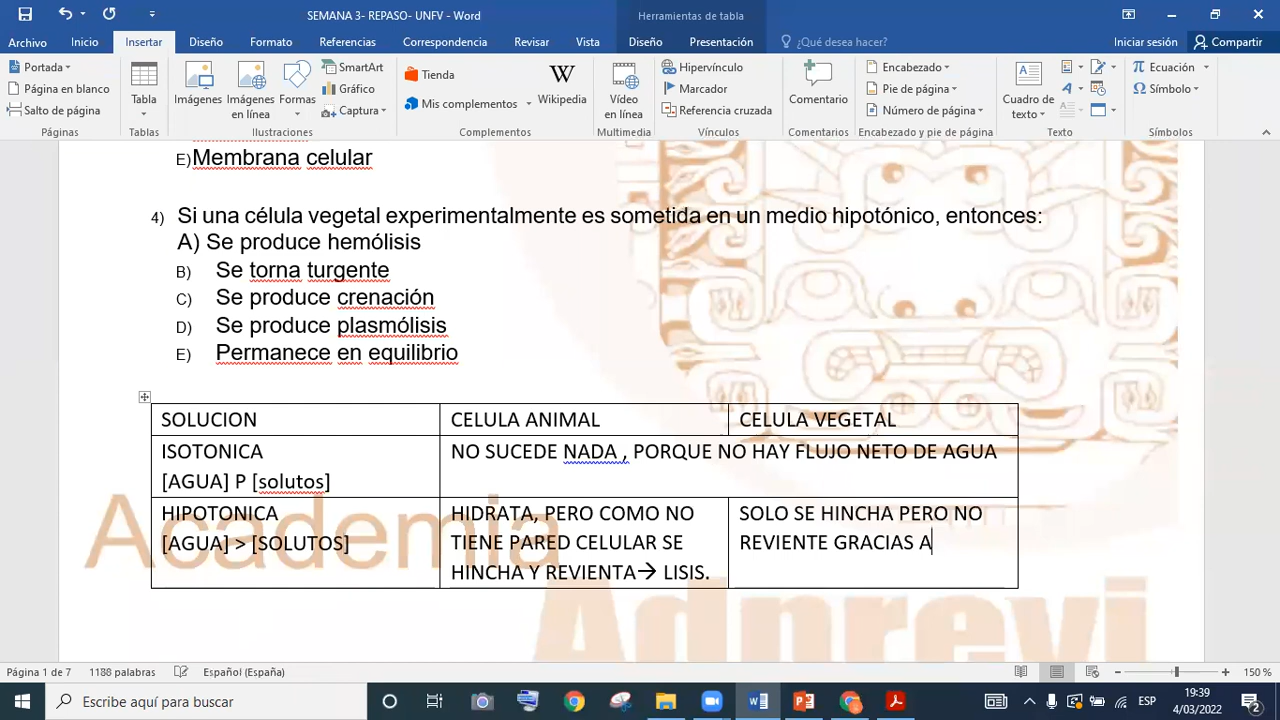 SEMANA 3- REPASO- UNFV - Word
Herramientas de tabla
Archivo Inicio Insertar Diseño Formato Referencias Correspondencia Revisar Vista Diseño Presentación ¿Qué desea hacer? Iniciar sesión Compartir
Portada
Página en blanco
Salto de página
Páginas
Tabla
Tablas
Imágenes
Imágenes en línea
Formas
SmartArt
Gráfico
Captura
Ilustraciones
Tienda
Mis complementos
W
Wikipedia
Complementos
Vídeo en línea
Multimedia
Hipervínculo
Marcador
Referencia cruzada
Vínculos
Comentario
Comentarios
Encabezado
Pie de página
Número de página
Encabezado y pie de página
Cuadro de texto
Texto
Ecuación
Símbolo
Símbolos
E) Membrana celular
4) Si una célula vegetal experimentalmente es sometida en un medio hipotónico, entonces:
A) Se produce hemólisis
B) Se torna turgente
C) Se produce crenación
D) Se produce plasmólisis
E) Permanece en equilibrio
SOLUCION CELULA ANIMAL CELULA VEGETAL
ISOTONICA
[AGUA] P [solutos]
NO SUCEDE NADA , PORQUE NO HAY FLUJO NETO DE AGUA
HIPOTONICA
[AGUA] > [SOLUTOS]
HIDRATA, PERO COMO NO
TIENE PARED CELULAR SE
HINCHA Y REVIENTA→ LISIS.
SOLO SE HINCHA PERO NO
REVIENTE GRACIAS A
Academia
Adprevi
Página 1 de 7 1188 palabras Español (España) 150 %
Escribe aquí para buscar
ESP
19:39
4/03/2022
2